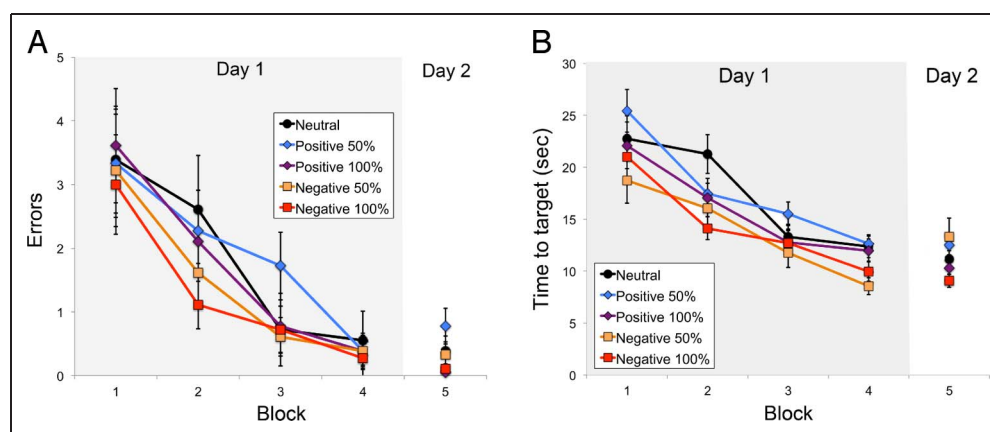 A
Day 1
Day 2
Errors
5
4
3
2
1
0
Neutral
Positive 50%
Positive 100%
Negative 50%
Negative 100%
1
2
3
4
5
Block
B
Day 1
Day 2
Time to target (sec)
30
25
20
15
10
5
0
Neutral
Positive 50%
Positive 100%
Negative 50%
Negative 100%
1
2
3
4
5
Block